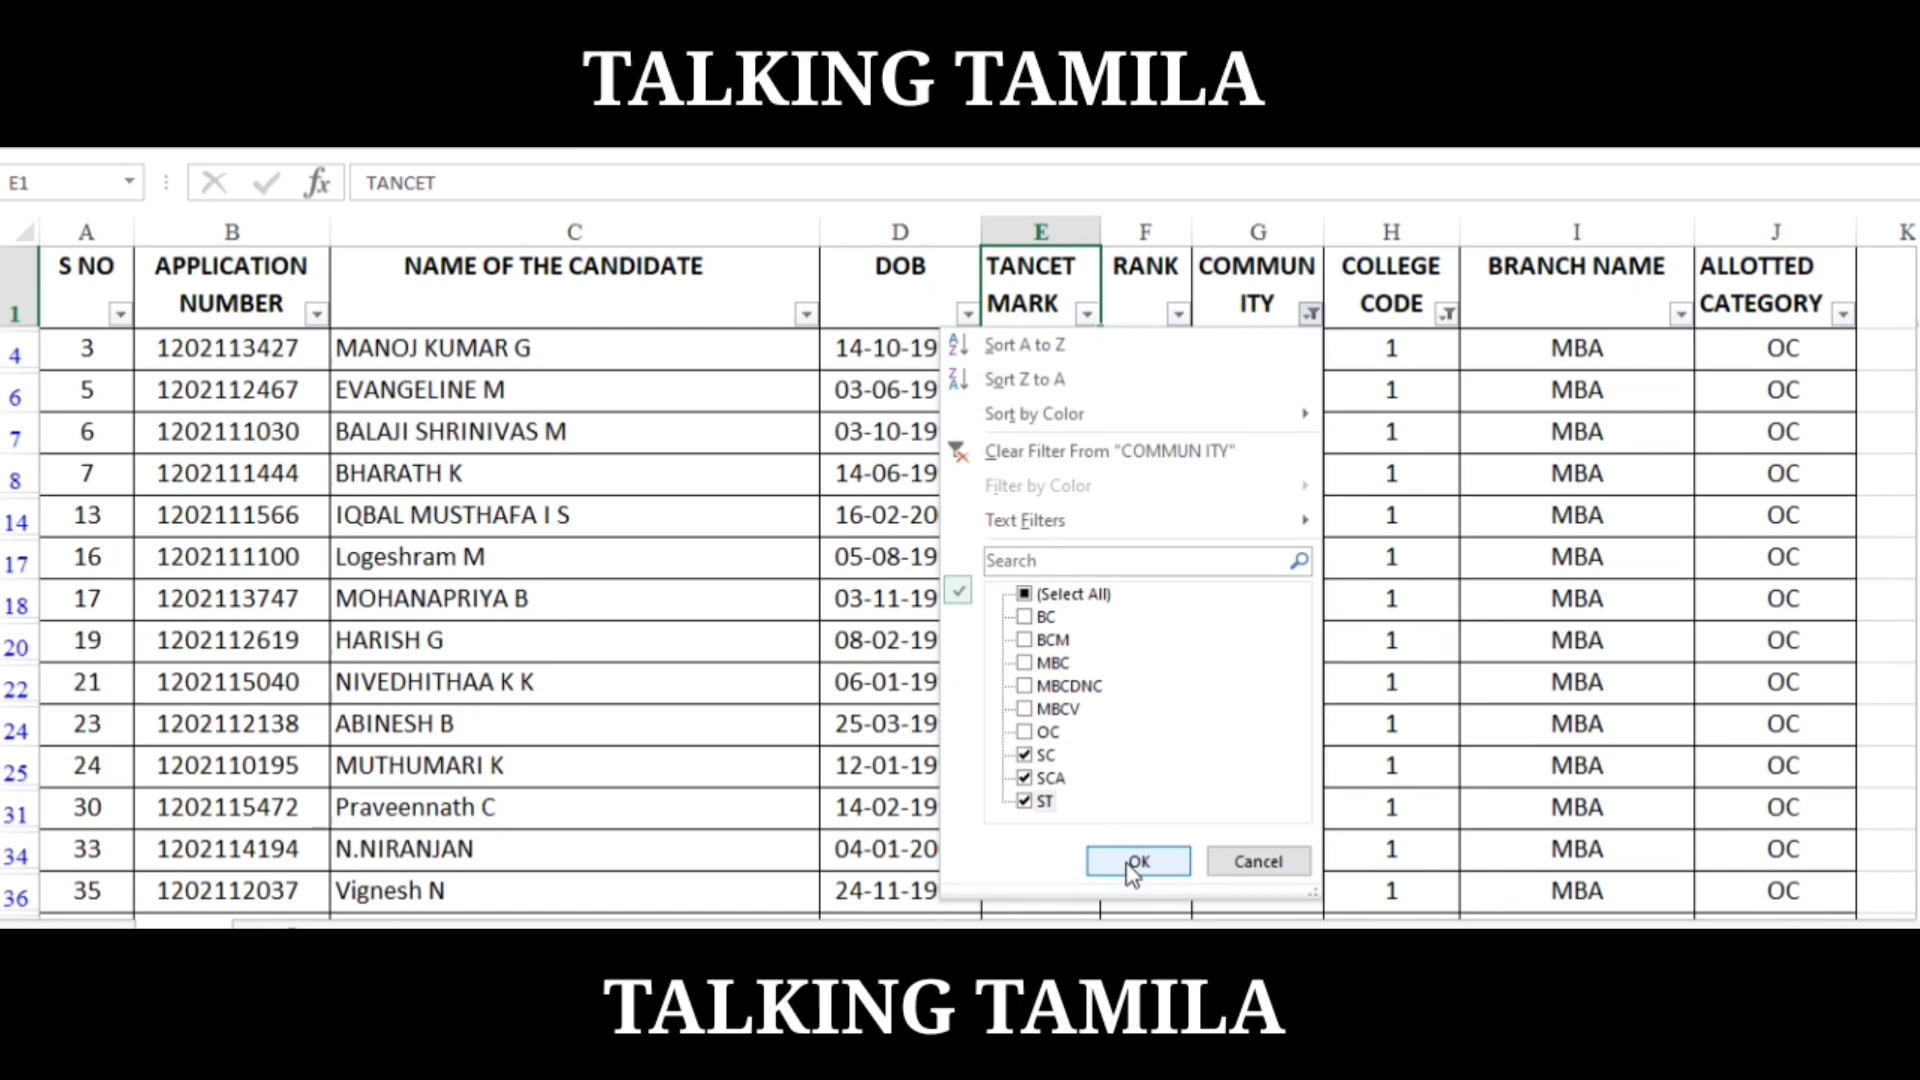 TALKING TAMILA
E1 fx TANCET
A B C D E F G H I J K
S NO APPLICATION NAME OF THE CANDIDATE DOB TANCET RANK COMMUN COLLEGE BRANCH NAME ALLOTTED
1 NUMBER MARK ITY CODE CATEGORY
4 3 1202113427 MANOJ KUMAR G 14-10-19 1 MBA OC
6 5 1202112467 EVANGELINE M 03-06-19 1 MBA OC
7 6 1202111030 BALAJI SHRINIVAS M 03-10-19 1 MBA OC
8 7 1202111444 BHARATH K 14-06-19 1 MBA OC
14 13 1202111566 IQBAL MUSTHAFA I S 16-02-20 1 MBA OC
17 16 1202111100 Logeshram M 05-08-19 1 MBA OC
18 17 1202113747 MOHANAPRIYA B 03-11-19 1 MBA OC
20 19 1202112619 HARISH G 08-02-19 1 MBA OC
22 21 1202115040 NIVEDHITHAA K K 06-01-19 1 MBA OC
24 23 1202112138 ABINESH B 25-03-19 1 MBA OC
25 24 1202110195 MUTHUMARI K 12-01-19 1 MBA OC
31 30 1202115472 Praveennath C 14-02-19 1 MBA OC
34 33 1202114194 N.NIRANJAN 04-01-20 1 MBA OC
36 35 1202112037 Vignesh N 24-11-19 1 MBA OC
Sort A to Z
Sort Z to A
Sort by Color
Clear Filter From "COMMUN ITY"
Filter by Color
Text Filters
Search
(Select All)
BC
BCM
MBC
MBCDNC
MBCV
OC
SC
SCA
ST
OK Cancel
TALKING TAMILA